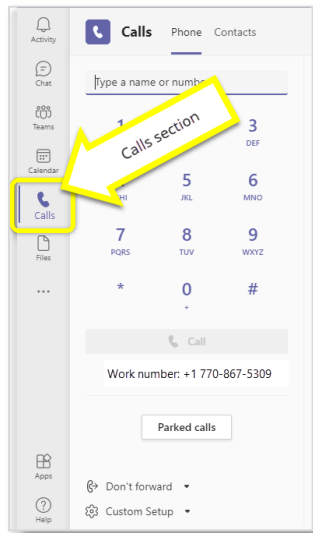 Activity
Chat
Teams
Calendar
Calls
Files
...
Apps
Help
Calls Phone Contacts
Type a name or number
Calls section
3
DEF
5 6
JKL MNO
7 8 9
PQRS TUV WXYZ
* 0 #
+
Call
Work number: +1 770-867-5309
Parked calls
Don't forward
Custom Setup